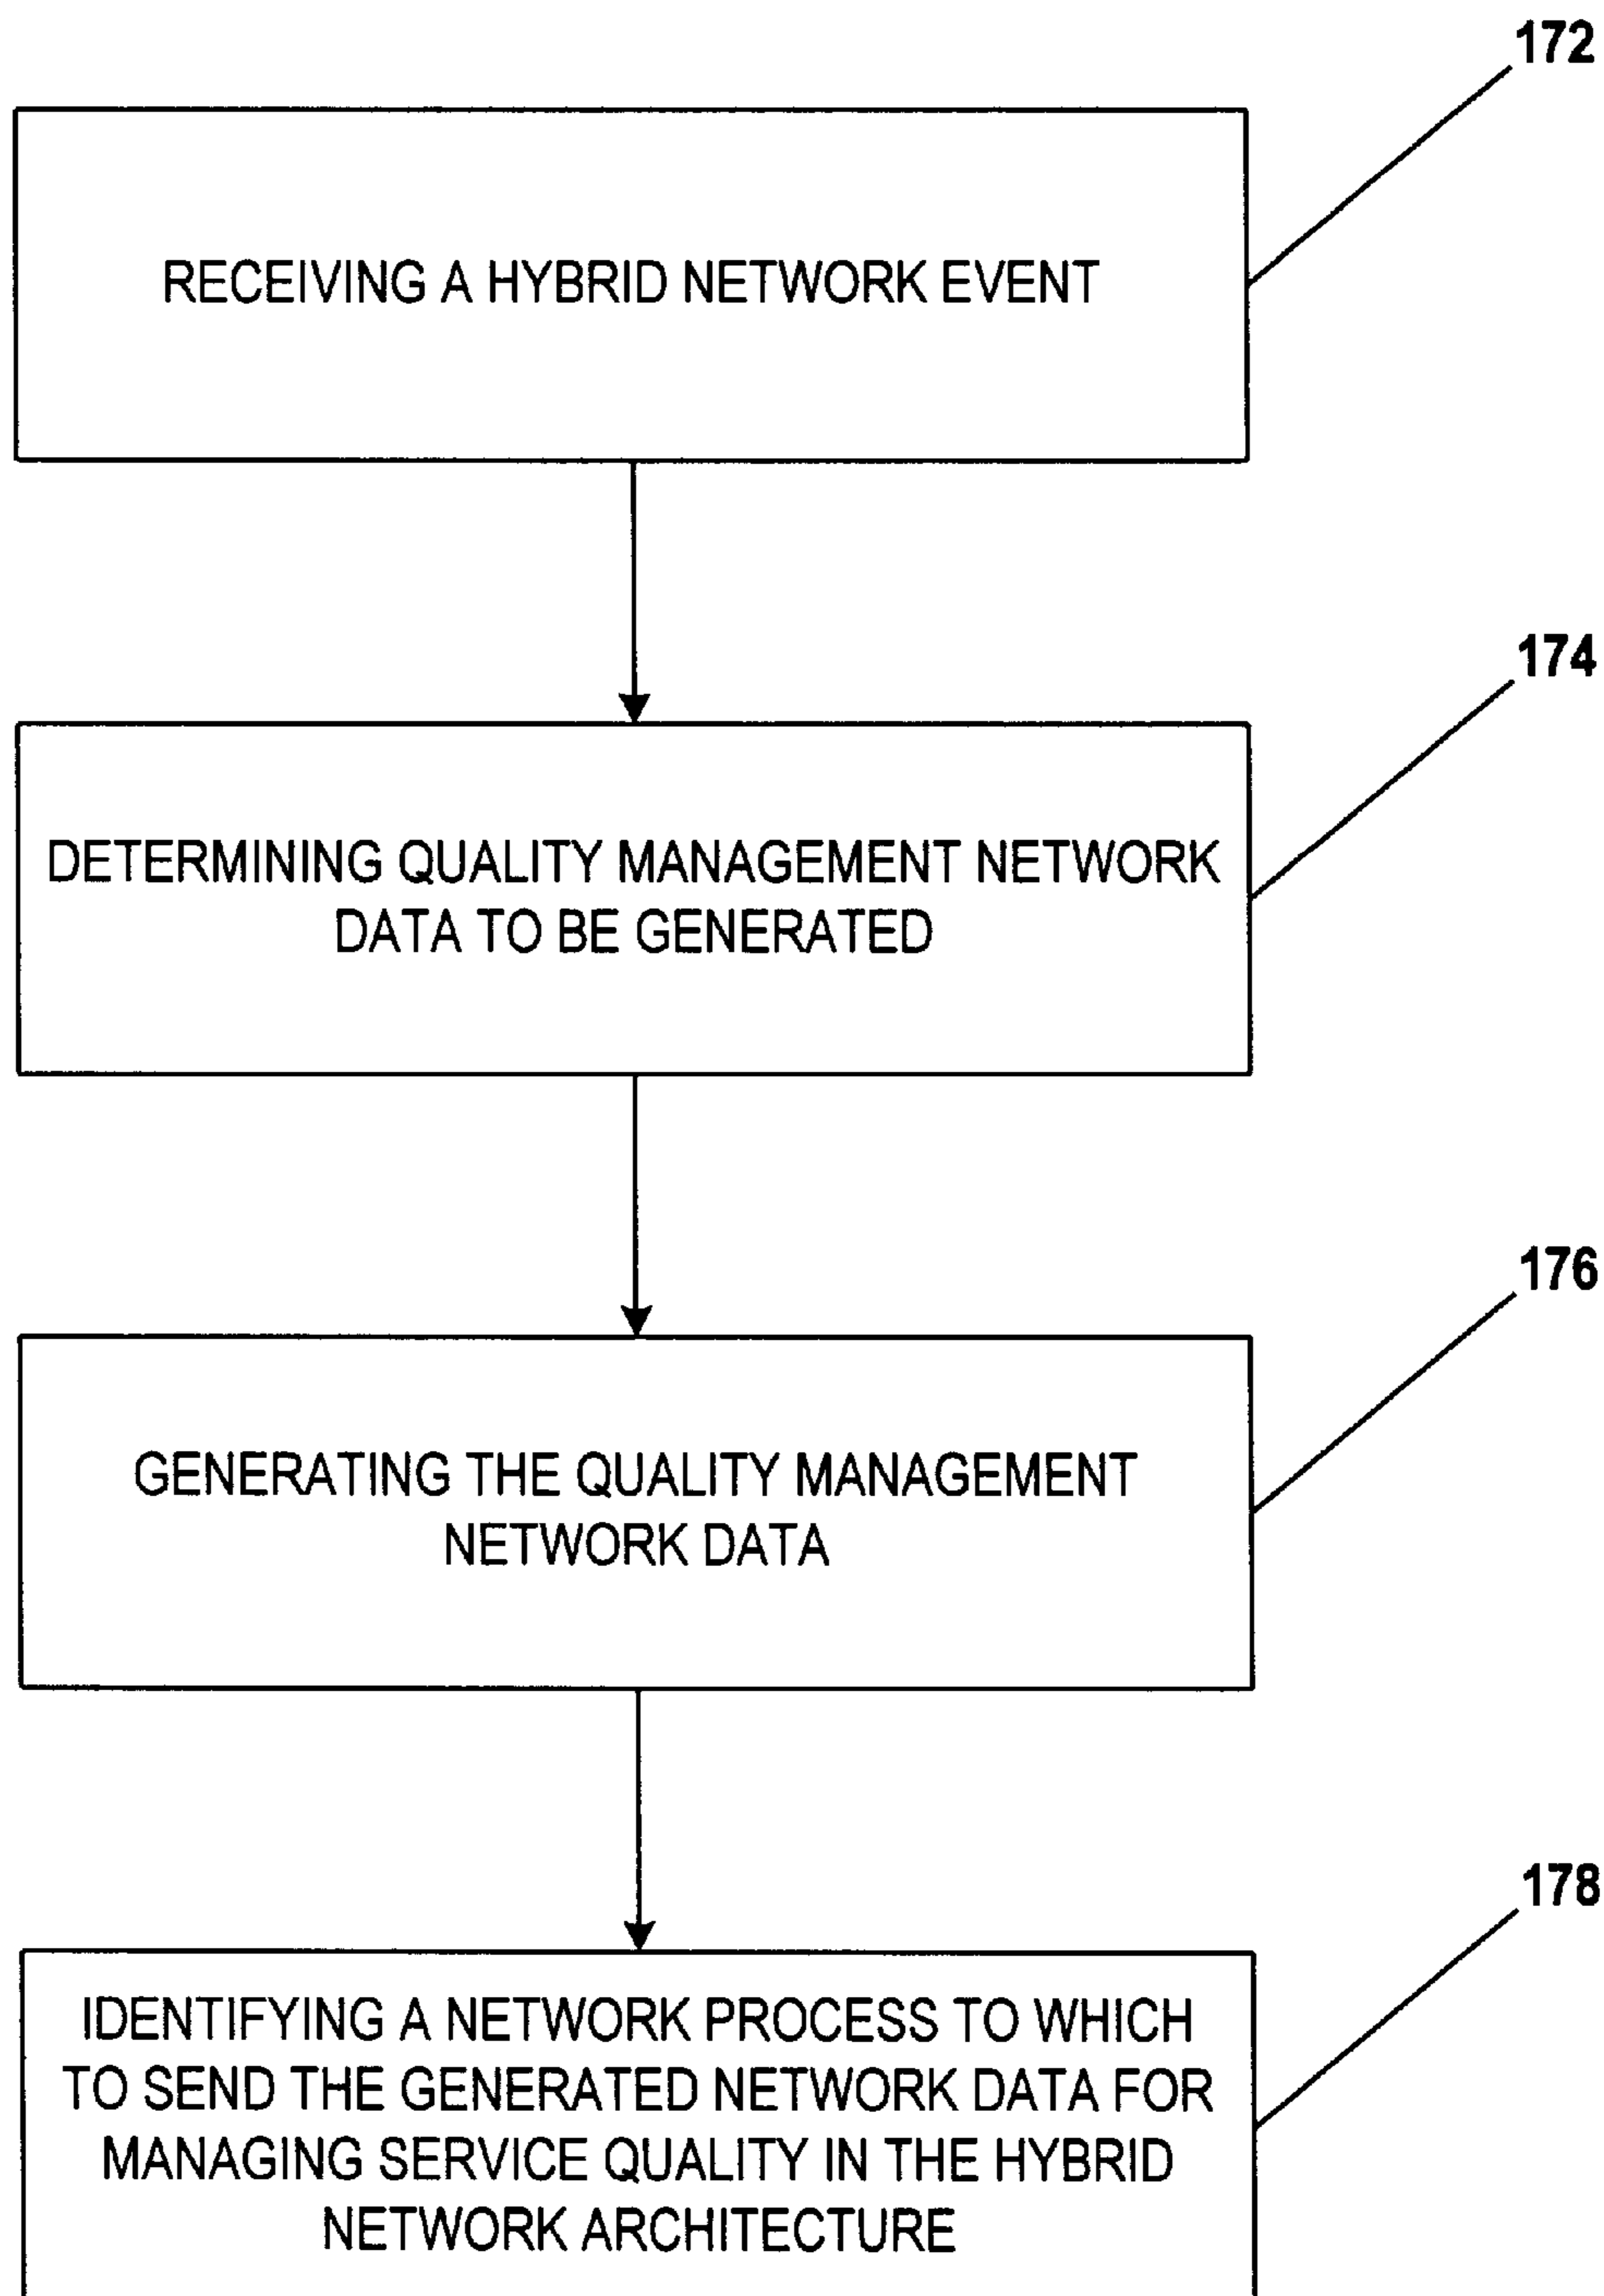 172
RECEIVING A HYBRID NETWORK EVENT
174
DETERMINING QUALITY MANAGEMENT NETWORK
DATA TO BE GENERATED
176
GENERATING THE QUALITY MANAGEMENT
NETWORK DATA
178
IDENTIFYING A NETWORK PROCESS TO WHICH
TO SEND THE GENERATED NETWORK DATA FOR
MANAGING SERVICE QUALITY IN THE HYBRID
NETWORK ARCHITECTURE